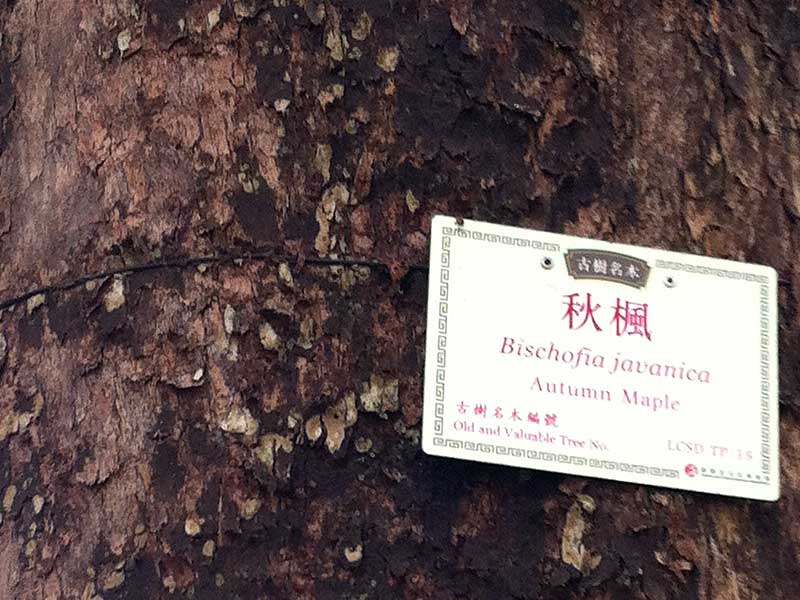 古樹名木
秋楓
Bischofia javanica
Autumn Maple
古樹名木編號
Old and Valuable Tree No.
LCSD TP/15